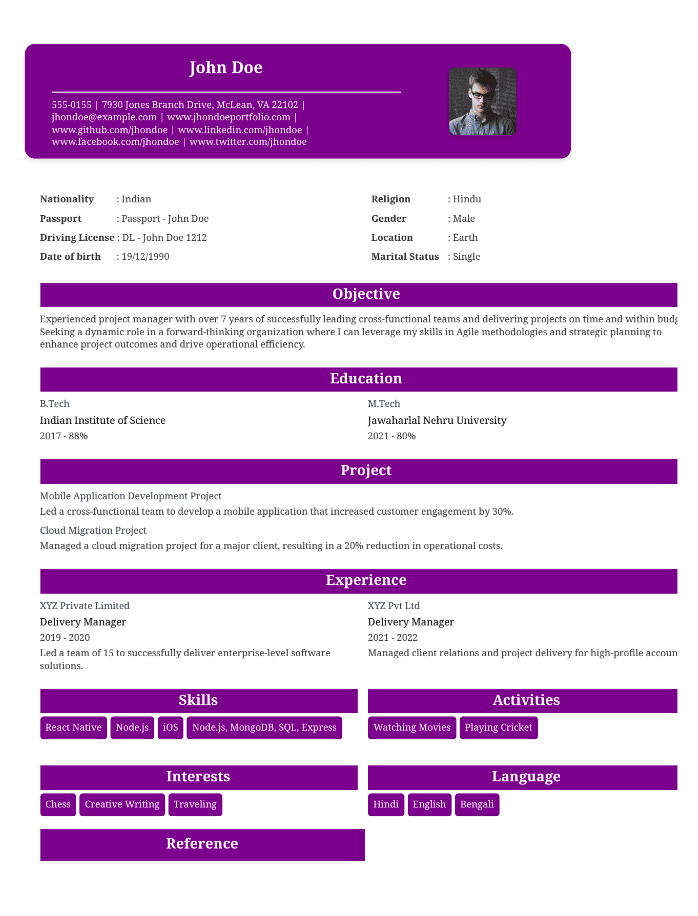 John Doe
555-0155 | 7930 Jones Branch Drive, McLean, VA 22102 |
jhondoe@example.com | www.jhondoeportfolio.com |
www.github.com/jhondoe | www.linkedin.com/jhondoe |
www.facebook.com/jhondoe | www.twitter.com/jhondoe
Nationality : Indian
Passport : Passport - John Doe
Driving License : DL - John Doe 1212
Date of birth : 19/12/1990
Religion : Hindu
Gender : Male
Location : Earth
Marital Status : Single
Objective
Experienced project manager with over 7 years of successfully leading cross-functional teams and delivering projects on time and within budg
Seeking a dynamic role in a forward-thinking organization where I can leverage my skills in Agile methodologies and strategic planning to
enhance project outcomes and drive operational efficiency.
Education
B.Tech
Indian Institute of Science
2017 - 88%
M.Tech
Jawaharlal Nehru University
2021 - 80%
Project
Mobile Application Development Project
Led a cross-functional team to develop a mobile application that increased customer engagement by 30%.
Cloud Migration Project
Managed a cloud migration project for a major client, resulting in a 20% reduction in operational costs.
Experience
XYZ Private Limited
Delivery Manager
2019 - 2020
Led a team of 15 to successfully deliver enterprise-level software
solutions.
XYZ Pvt Ltd
Delivery Manager
2021 - 2022
Managed client relations and project delivery for high-profile accoun
Skills
React Native Node.js iOS Node.js, MongoDB, SQL, Express
Activities
Watching Movies Playing Cricket
Interests
Chess Creative Writing Traveling
Language
Hindi English Bengali
Reference